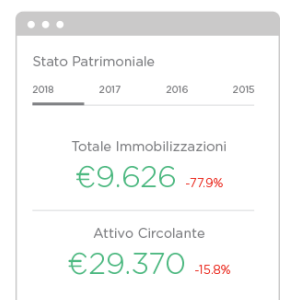 Stato Patrimoniale
2018 2017 2016 2015
Totale Immobilizzazioni
€9.626 -77.9%
Attivo Circolante
€29.370 -15.8%